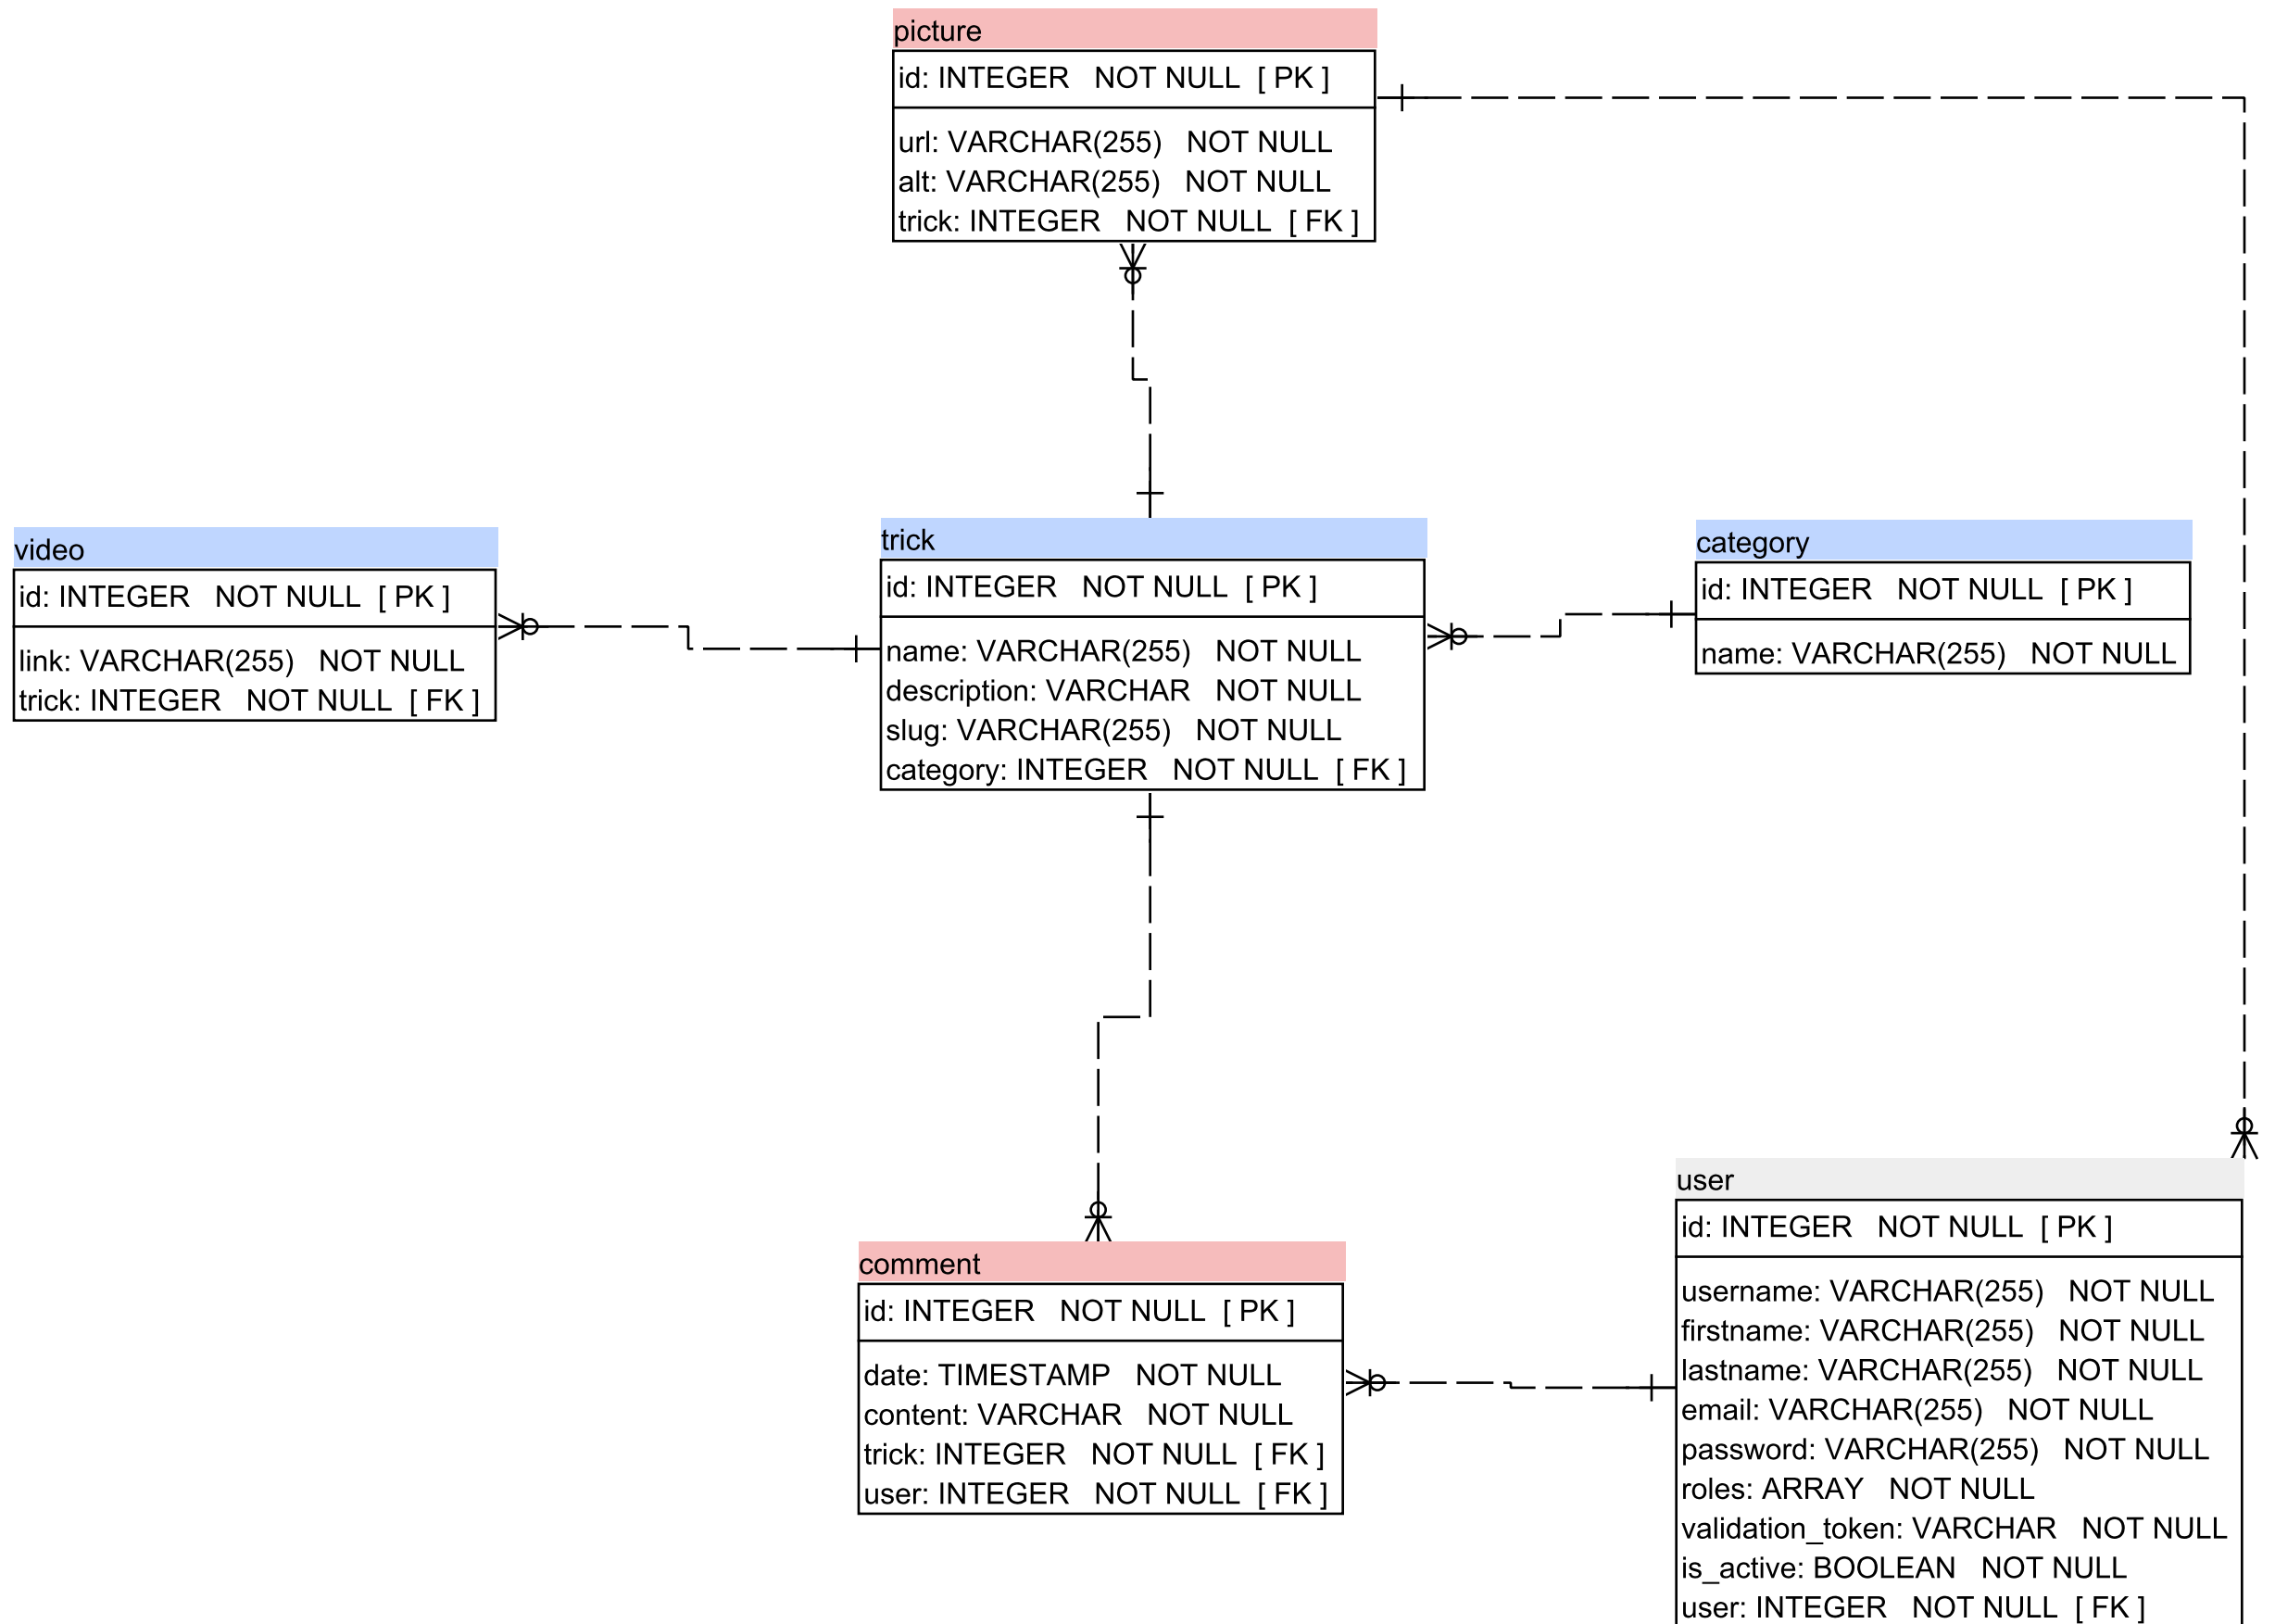 picture
id: INTEGER NOT NULL [ PK ]
url: VARCHAR(255) NOT NULL
alt: VARCHAR(255) NOT NULL
trick: INTEGER NOT NULL [ FK ]
video
id: INTEGER NOT NULL [ PK ]
link: VARCHAR(255) NOT NULL
trick: INTEGER NOT NULL [ FK ]
trick
id: INTEGER NOT NULL [ PK ]
name: VARCHAR(255) NOT NULL
description: VARCHAR NOT NULL
slug: VARCHAR(255) NOT NULL
category: INTEGER NOT NULL [ FK ]
category
id: INTEGER NOT NULL [ PK ]
name: VARCHAR(255) NOT NULL
comment
id: INTEGER NOT NULL [ PK ]
date: TIMESTAMP NOT NULL
content: VARCHAR NOT NULL
trick: INTEGER NOT NULL [ FK ]
user: INTEGER NOT NULL [ FK ]
user
id: INTEGER NOT NULL [ PK ]
username: VARCHAR(255) NOT NULL
firstname: VARCHAR(255) NOT NULL
lastname: VARCHAR(255) NOT NULL
email: VARCHAR(255) NOT NULL
password: VARCHAR(255) NOT NULL
roles: ARRAY NOT NULL
validation_token: VARCHAR NOT NULL
is_active: BOOLEAN NOT NULL
user: INTEGER NOT NULL [ FK ]